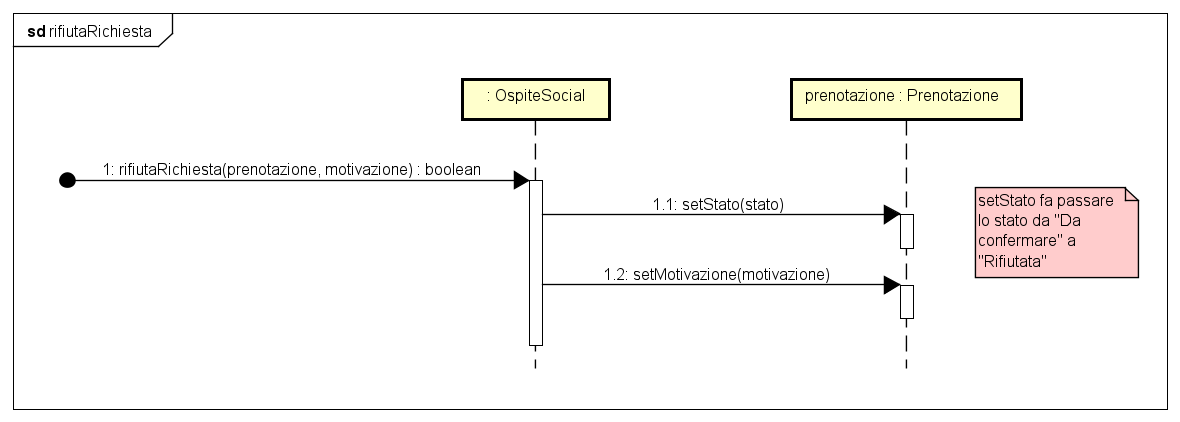 sd rifiutaRichiesta
: OspiteSocial
prenotazione : Prenotazione
1: rifiutaRichiesta(prenotazione, motivazione) : boolean
1.1: setStato(stato)
setStato fa passare
lo stato da "Da
confermare" a
"Rifiutata"
1.2: setMotivazione(motivazione)